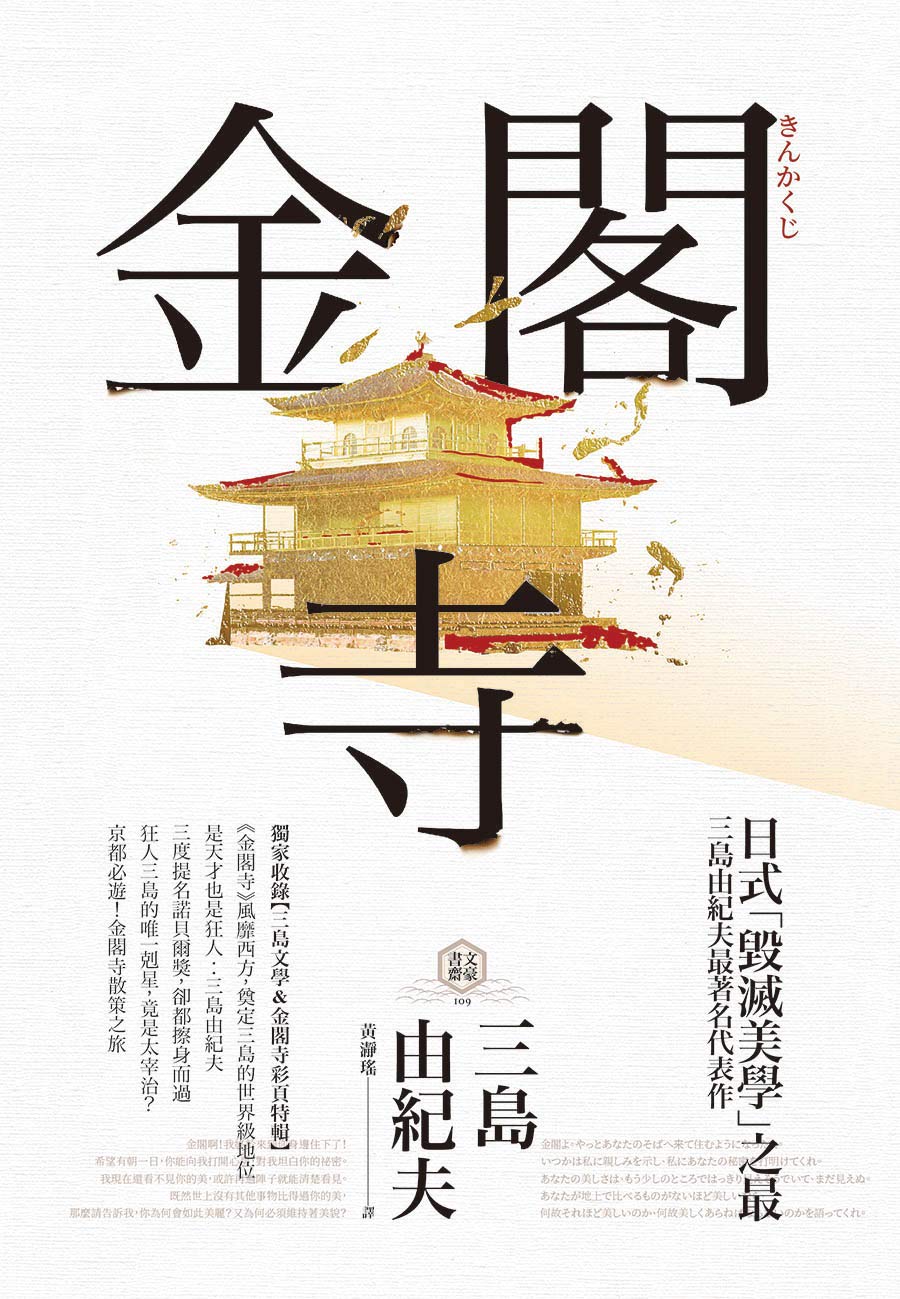 金閣寺
きんかくじ
日式「毀滅美學」之最
三島由紀夫最著名代表作
文豪書齋
109
三島
由紀夫
黃瀞瑤 譯
獨家收錄【三島文學&金閣寺彩頁特輯】
《金閣寺》風靡西方，奠定三島的世界級地位
是天才也是狂人：三島由紀夫
三度提名諾貝爾獎，卻都擦身而過
狂人三島的唯一剋星，竟是太宰治？
京都必遊！金閣寺散策之旅
金閣啊！我 來 身邊住下了！
希望有朝一日，你能向我打開心 對我坦白你的祕密。
我現在還看不見你的美，或許再 陣子就能清楚看見。
既然世上沒有其他事物比得過你的美，
那麼請告訴我，你為何會如此美麗？又為何必須維持著美貌？
金閣よ。やっとあなたのそばへ来て住むように
いつかは私に親しみを示し、私にあなたの秘密を打明けてくれ。
あなたの美しさは、もう少しのところではっきり えそうでいて、まだ見えぬ。
あなたが地上で比べるものがないほど美しい
何故それほど美しいのか、何故美しくあらね のかを語ってくれ。